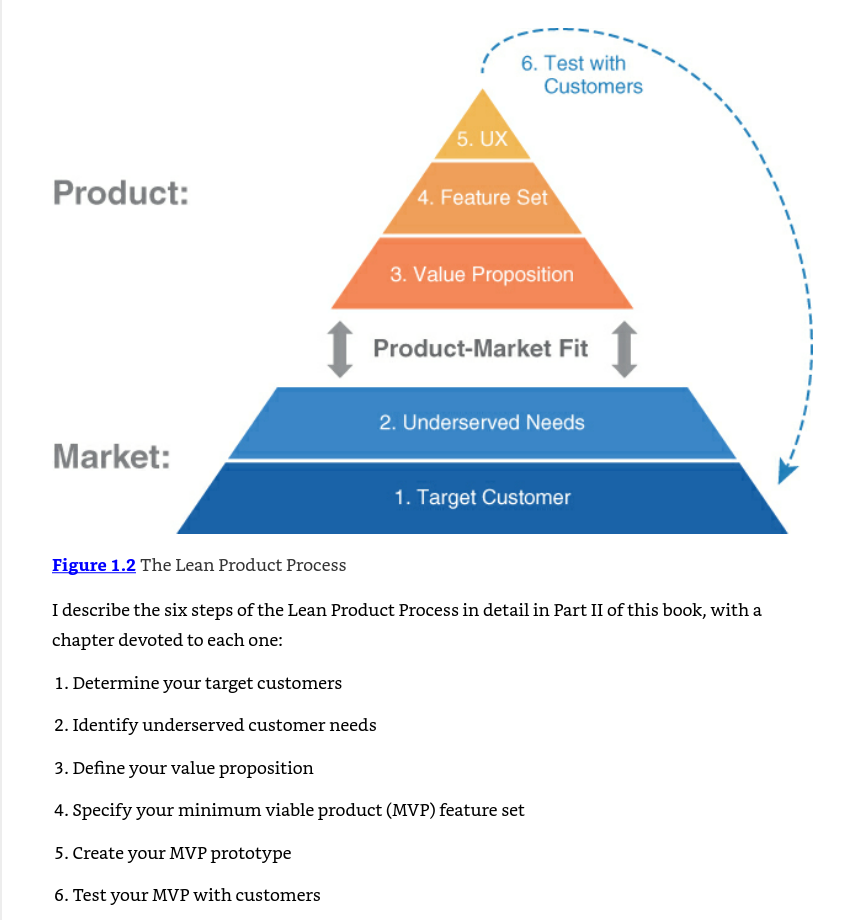 6. Test with
Customers
5. UX
Product:
4. Feature Set
3. Value Proposition
Product-Market Fit
2. Underserved Needs
Market:
1. Target Customer
Figure 1.2 The Lean Product Process
I describe the six steps of the Lean Product Process in detail in Part II of this book, with a
chapter devoted to each one:
1. Determine your target customers
2. Identify underserved customer needs
3. Define your value proposition
4. Specify your minimum viable product (MVP) feature set
5. Create your MVP prototype
6. Test your MVP with customers